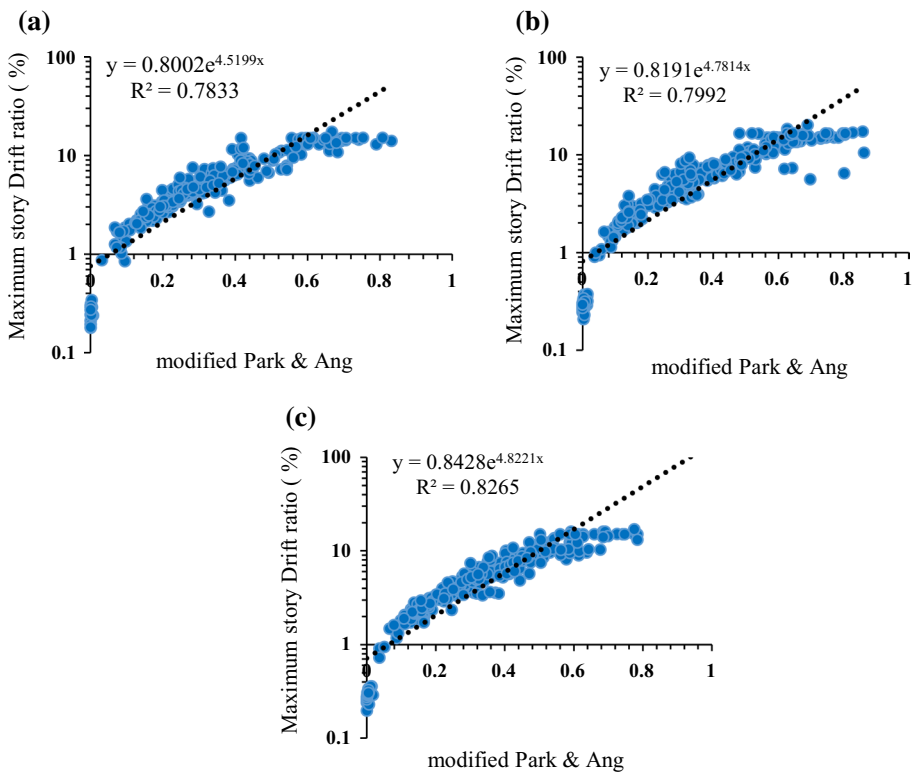 (a)
y = 0.8002e^4.5199x
R² = 0.7833
Maximum story Drift ratio ( %)
100
10
1
0.1
0
0.2
0.4
0.6
0.8
1
modified Park & Ang
(b)
y = 0.8191e^4.7814x
R² = 0.7992
Maximum story Drift ratio ( %)
100
10
1
0.1
0
0.2
0.4
0.6
0.8
1
modified Park & Ang
(c)
y = 0.8428e^4.8221x
R² = 0.8265
Maximum story Drift ratio ( %)
100
10
1
0.1
0
0.2
0.4
0.6
0.8
1
modified Park & Ang